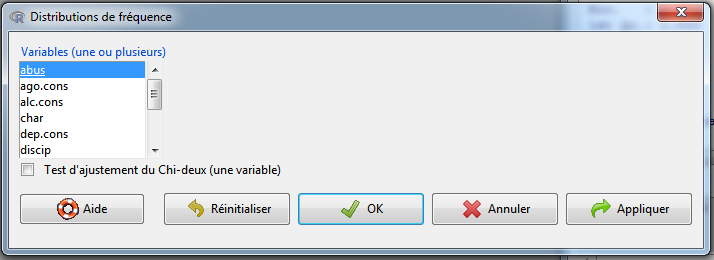 Distributions de fréquence
Variables (une ou plusieurs)
abus
ago.cons
alc.cons
char
dep.cons
discip
Test d'ajustement du Chi-deux (une variable)
Aide
Réinitialiser
OK
Annuler
Appliquer